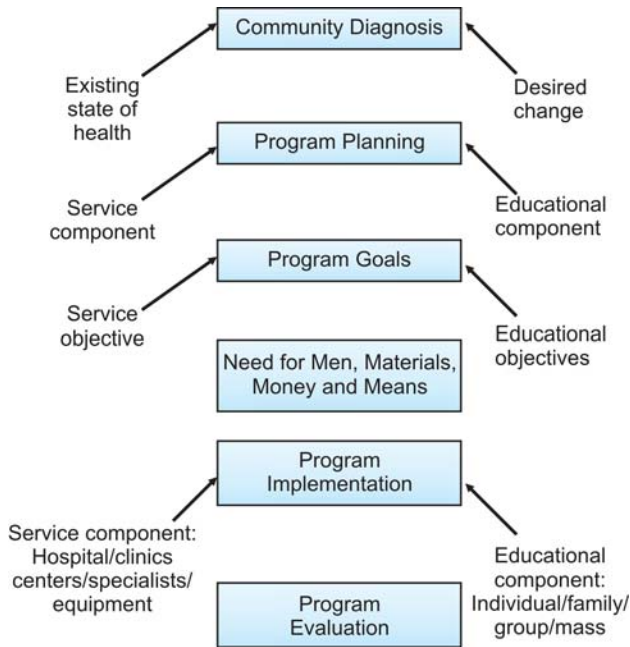 Community Diagnosis
Existing
state of
health
Desired
change
Program Planning
Service
component
Educational
component
Program Goals
Service
objective
Educational
objectives
Need for Men, Materials,
Money and Means
Program
Implementation
Service component:
Hospital/clinics
centers/specialists/
equipment
Educational
component:
Individual/family/
group/mass
Program
Evaluation